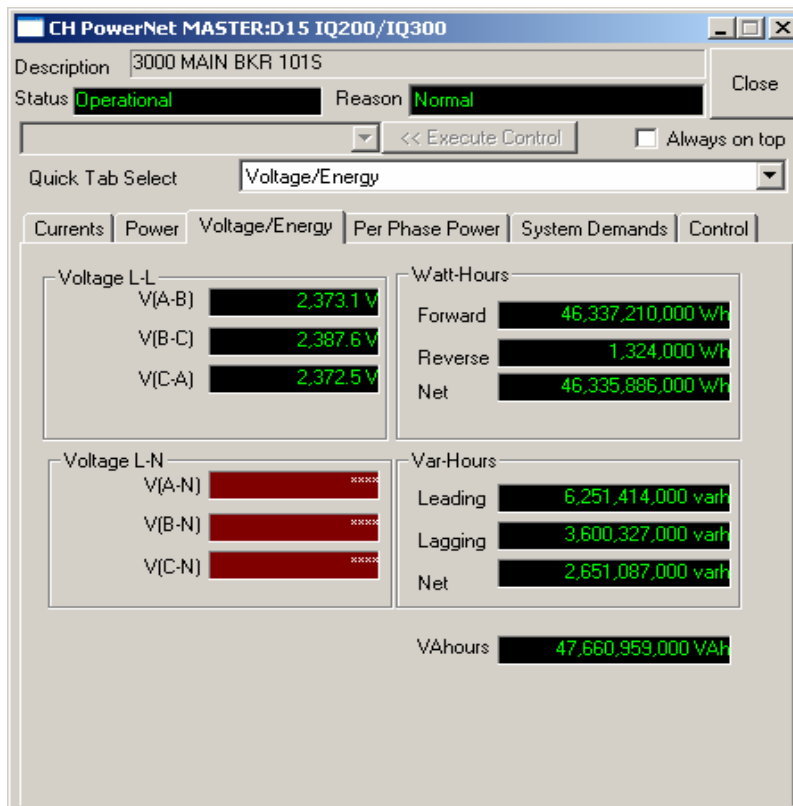 CH PowerNet MASTER:D15 IQ200/IQ300
Description 3000 MAIN BKR 101S
Close
Status Operational Reason Normal
<< Execute Control Always on top
Quick Tab Select Voltage/Energy
Currents Power Voltage/Energy Per Phase Power System Demands Control
Voltage L-L
V(A-B) 2,373.1 V
V(B-C) 2,387.6 V
V(C-A) 2,372.5 V
Watt-Hours
Forward 46,337,210,000 Wh
Reverse 1,324,000 Wh
Net 46,335,886,000 Wh
Voltage L-N
V(A-N) ****
V(B-N) ****
V(C-N) ****
Var-Hours
Leading 6,251,414,000 varh
Lagging 3,600,327,000 varh
Net 2,651,087,000 varh
VAhours 47,660,959,000 VAh